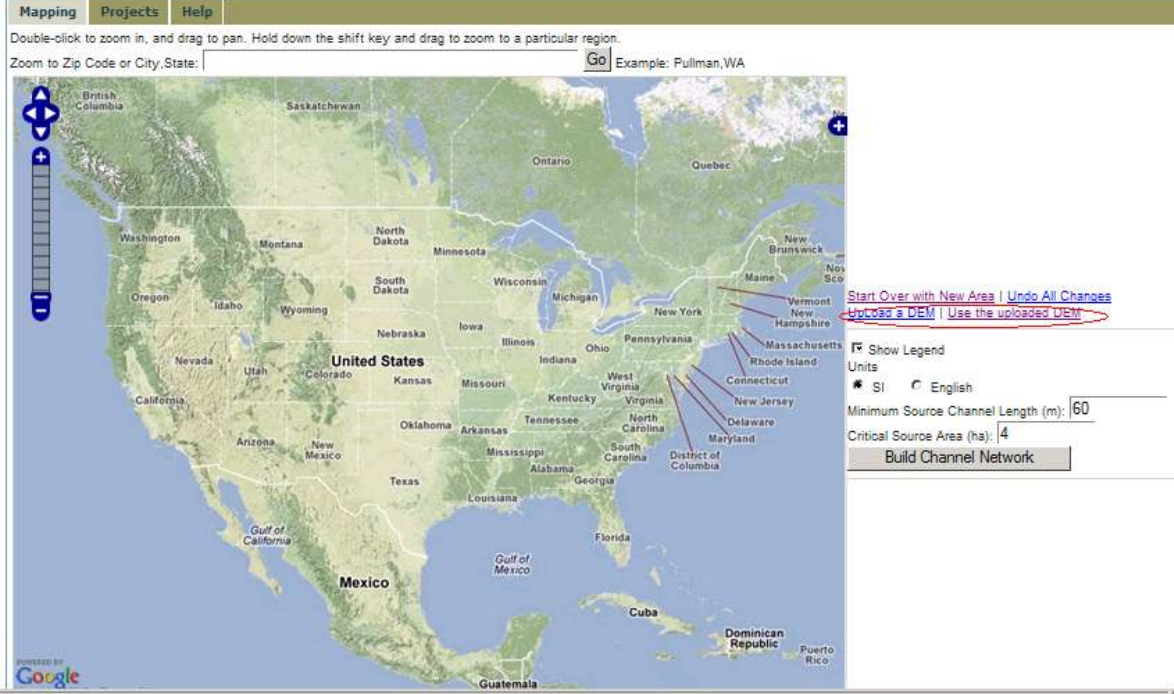 Mapping Projects Help
Double-click to zoom in, and drag to pan. Hold down the shift key and drag to zoom to a particular region.
Zoom to Zip Code or City,State: Go Example: Pullman,WA
British
Columbia
Saskatchewan
Ontario
Quebec
Washington
Montana
North
Dakota
Minnesota
New
Brunswick
Maine
Nov
Sco
Oregon
Idaho
Wyoming
South
Dakota
Wisconsin
Michigan
New York
Vermont
New
Hampshire
Massachusetts
Rhode Island
Connecticut
New Jersey
Delaware
Maryland
District of
Columbia
Nebraska
Iowa
Illinois
Indiana
Ohio
Pennsylvania
Nevada
Utah
United States
Colorado
Kansas
Missouri
West
Virginia
Kentucky
Virginia
California
Arizona
New
Mexico
Oklahoma
Arkansas
Tennessee
North
Carolina
Mississippi
South
Carolina
Alabama
Georgia
Texas
Louisiana
Florida
Gulf of
California
Gulf of
Mexico
Mexico
Cuba
Dominican
Republic
Puerto
Rico
Guatemala
POWERED BY
Google
Start Over with New Area | Undo All Changes
UpLoad a DEM | Use the uploaded DEM
Show Legend
Units
SI English
Minimum Source Channel Length (m): 60
Critical Source Area (ha): 4
Build Channel Network